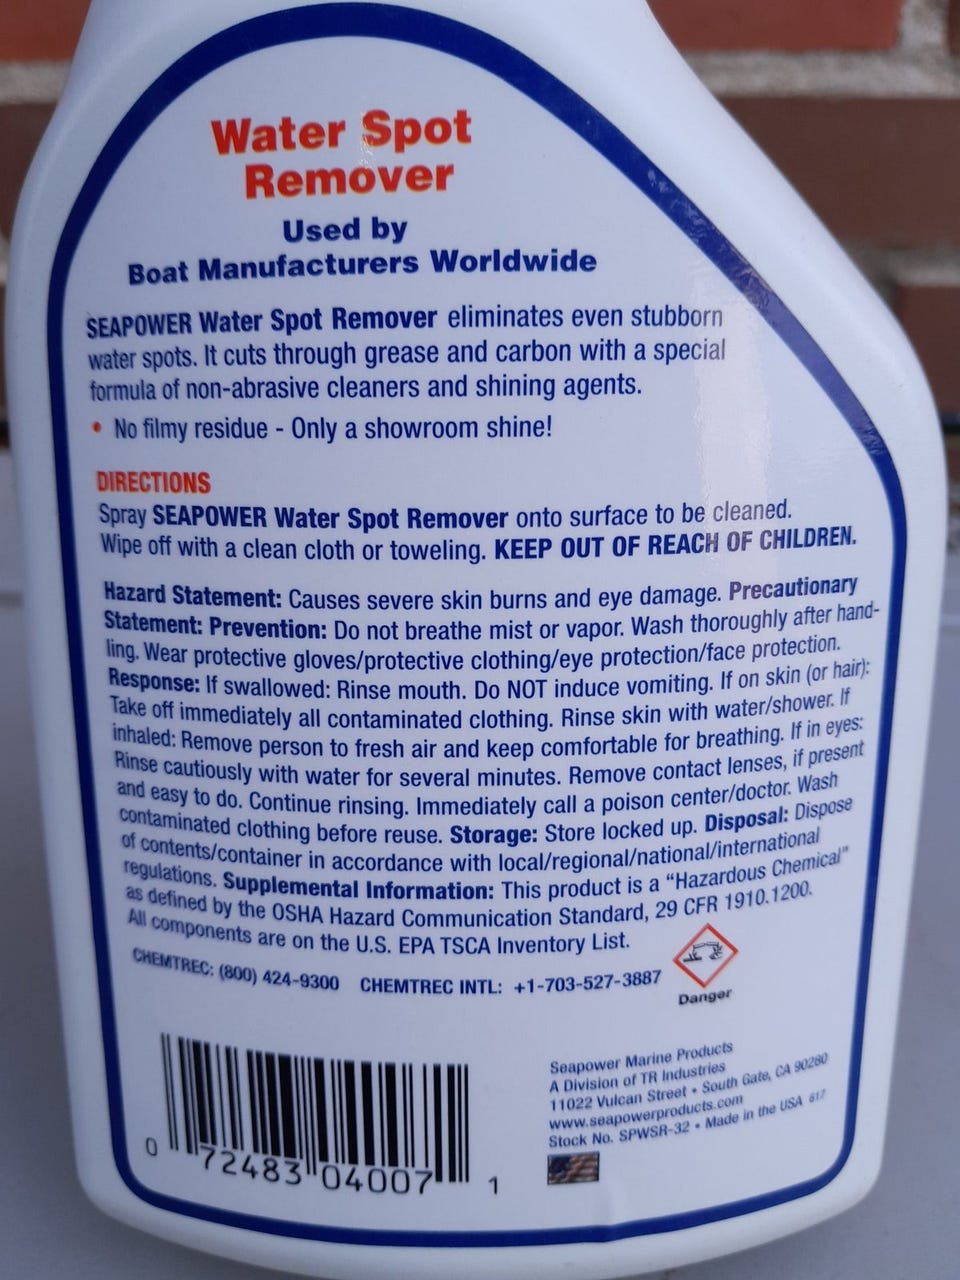 Water Spot
Remover
Used by
Boat Manufacturers Worldwide
SEAPOWER Water Spot Remover eliminates even stubborn
water spots. It cuts through grease and carbon with a special
formula of non-abrasive cleaners and shining agents.
• No filmy residue - Only a showroom shine!
DIRECTIONS
Spray SEAPOWER Water Spot Remover onto surface to be cleaned.
Wipe off with a clean cloth or toweling. KEEP OUT OF REACH OF CHILDREN.
Hazard Statement: Causes severe skin burns and eye damage. Precautionary
Statement: Prevention: Do not breathe mist or vapor. Wash thoroughly after hand-
ling. Wear protective gloves/protective clothing/eye protection/face protection.
Response: If swallowed: Rinse mouth. Do NOT induce vomiting. If on skin (or hair):
Take off immediately all contaminated clothing. Rinse skin with water/shower. If
inhaled: Remove person to fresh air and keep comfortable for breathing. If in eyes:
Rinse cautiously with water for several minutes. Remove contact lenses, if present
and easy to do. Continue rinsing. Immediately call a poison center/doctor. Wash
contaminated clothing before reuse. Storage: Store locked up. Disposal: Dispose
of contents/container in accordance with local/regional/national/international
regulations. Supplemental Information: This product is a “Hazardous Chemical”
as defined by the OSHA Hazard Communication Standard, 29 CFR 1910.1200.
All components are on the U.S. EPA TSCA Inventory List.
CHEMTREC: (800) 424-9300 CHEMTREC INTL: +1-703-527-3887
Danger
Seapower Marine Products
A Division of TR Industries
11022 Vulcan Street • South Gate, CA 90280
www.seapowerproducts.com
Stock No. SPWSR-32 • Made in the USA 617
0 72483 04007 1